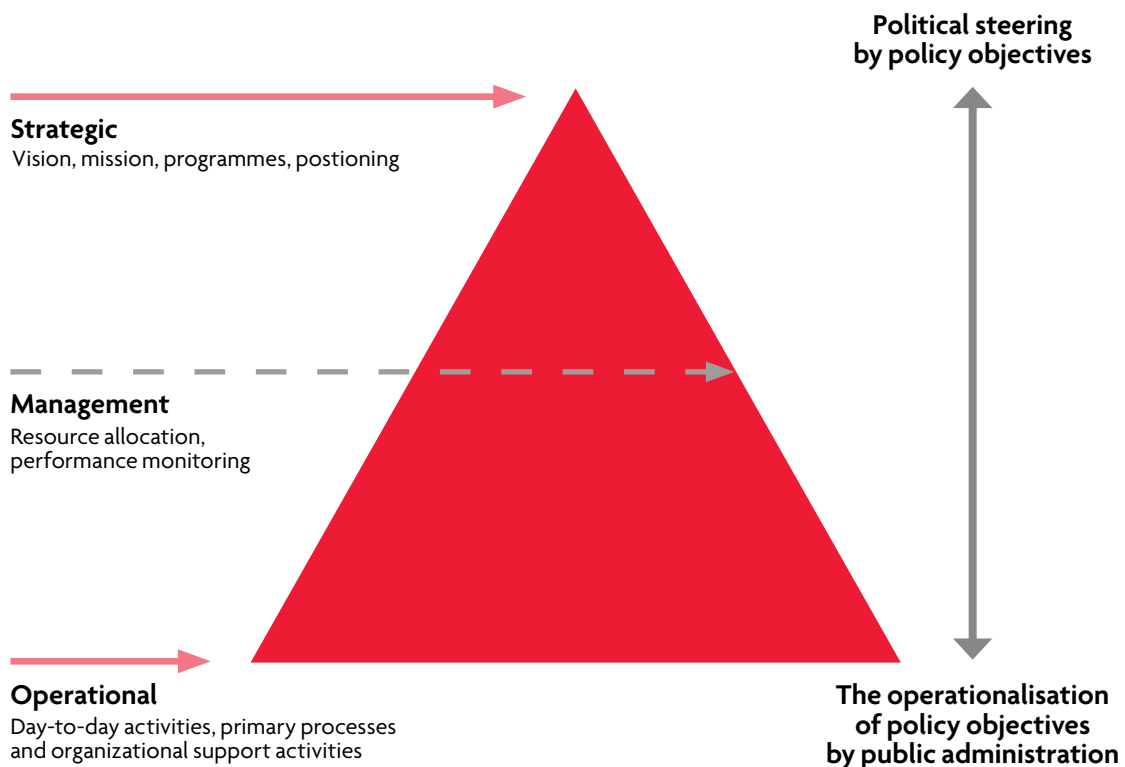 Political steering
by policy objectives
Strategic
Vision, mission, programmes, postioning
Management
Resource allocation,
performance monitoring
Operational
Day-to-day activities, primary processes
and organizational support activities
The operationalisation
of policy objectives
by public administration